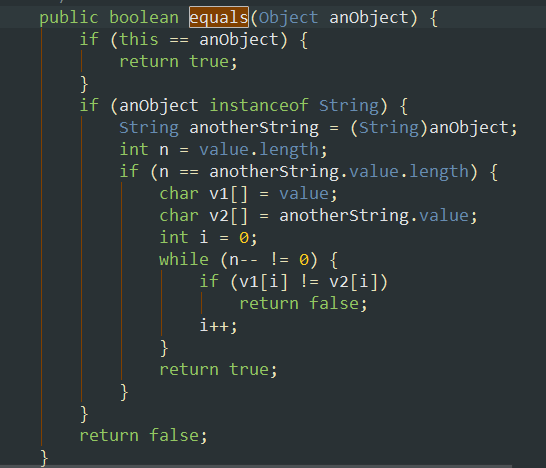 public boolean equals(Object anObject) {
    if (this == anObject) {
        return true;
    }
    if (anObject instanceof String) {
        String anotherString = (String)anObject;
        int n = value.length;
        if (n == anotherString.value.length) {
            char v1[] = value;
            char v2[] = anotherString.value;
            int i = 0;
            while (n-- != 0) {
                if (v1[i] != v2[i])
                    return false;
                i++;
            }
            return true;
        }
    }
    return false;
}